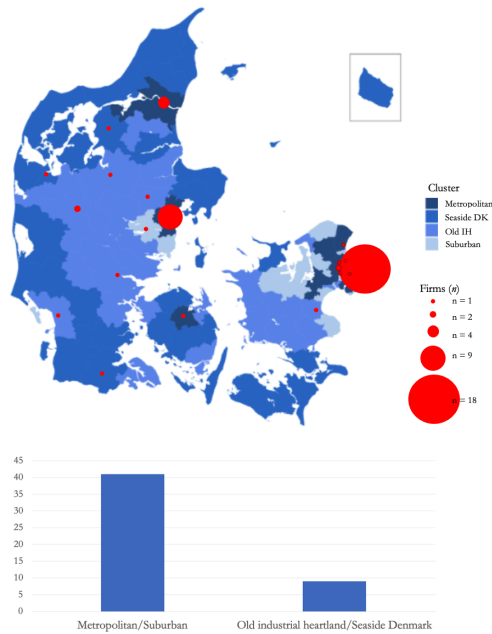 Cluster
Metropolitan
Seaside DK
Old IH
Suburban
Firms (n)
n = 1
n = 2
n = 4
n = 9
n = 18
45
40
35
30
25
20
15
10
5
0
Metropolitan/Suburban
Old industrial heartland/Seaside Denmark